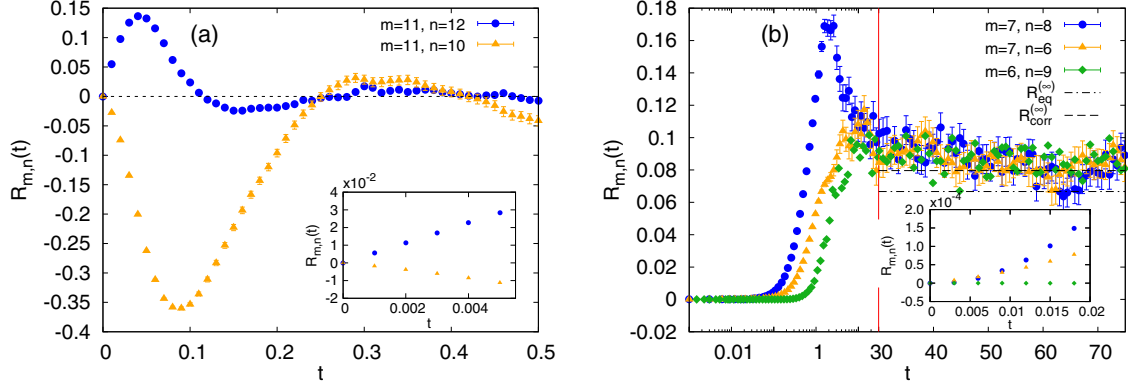 (a)
m=11, n=12
m=11, n=10
R_{m,n}(t)
0.15
0.1
0.05
0
-0.05
-0.1
-0.15
-0.2
-0.25
-0.3
-0.35
-0.4
0 0.1 0.2 0.3 0.4 0.5
t
x10^{-2}
R_{m,n}(t)
4
3
2
1
0
-1
-2
0 0.002 0.004
t
(b)
m=7, n=8
m=7, n=6
m=6, n=9
R_{eq}^{(∞)}
R_{corr}^{(∞)}
R_{m,n}(t)
0.18
0.16
0.14
0.12
0.1
0.08
0.06
0.04
0.02
0
-0.02
0.01 1 30 40 50 60 70
t
x10^{-4}
R_{m,n}(t)
2.0
1.5
1.0
0.5
0.0
-0.5
0 0.005 0.01 0.015 0.02
t